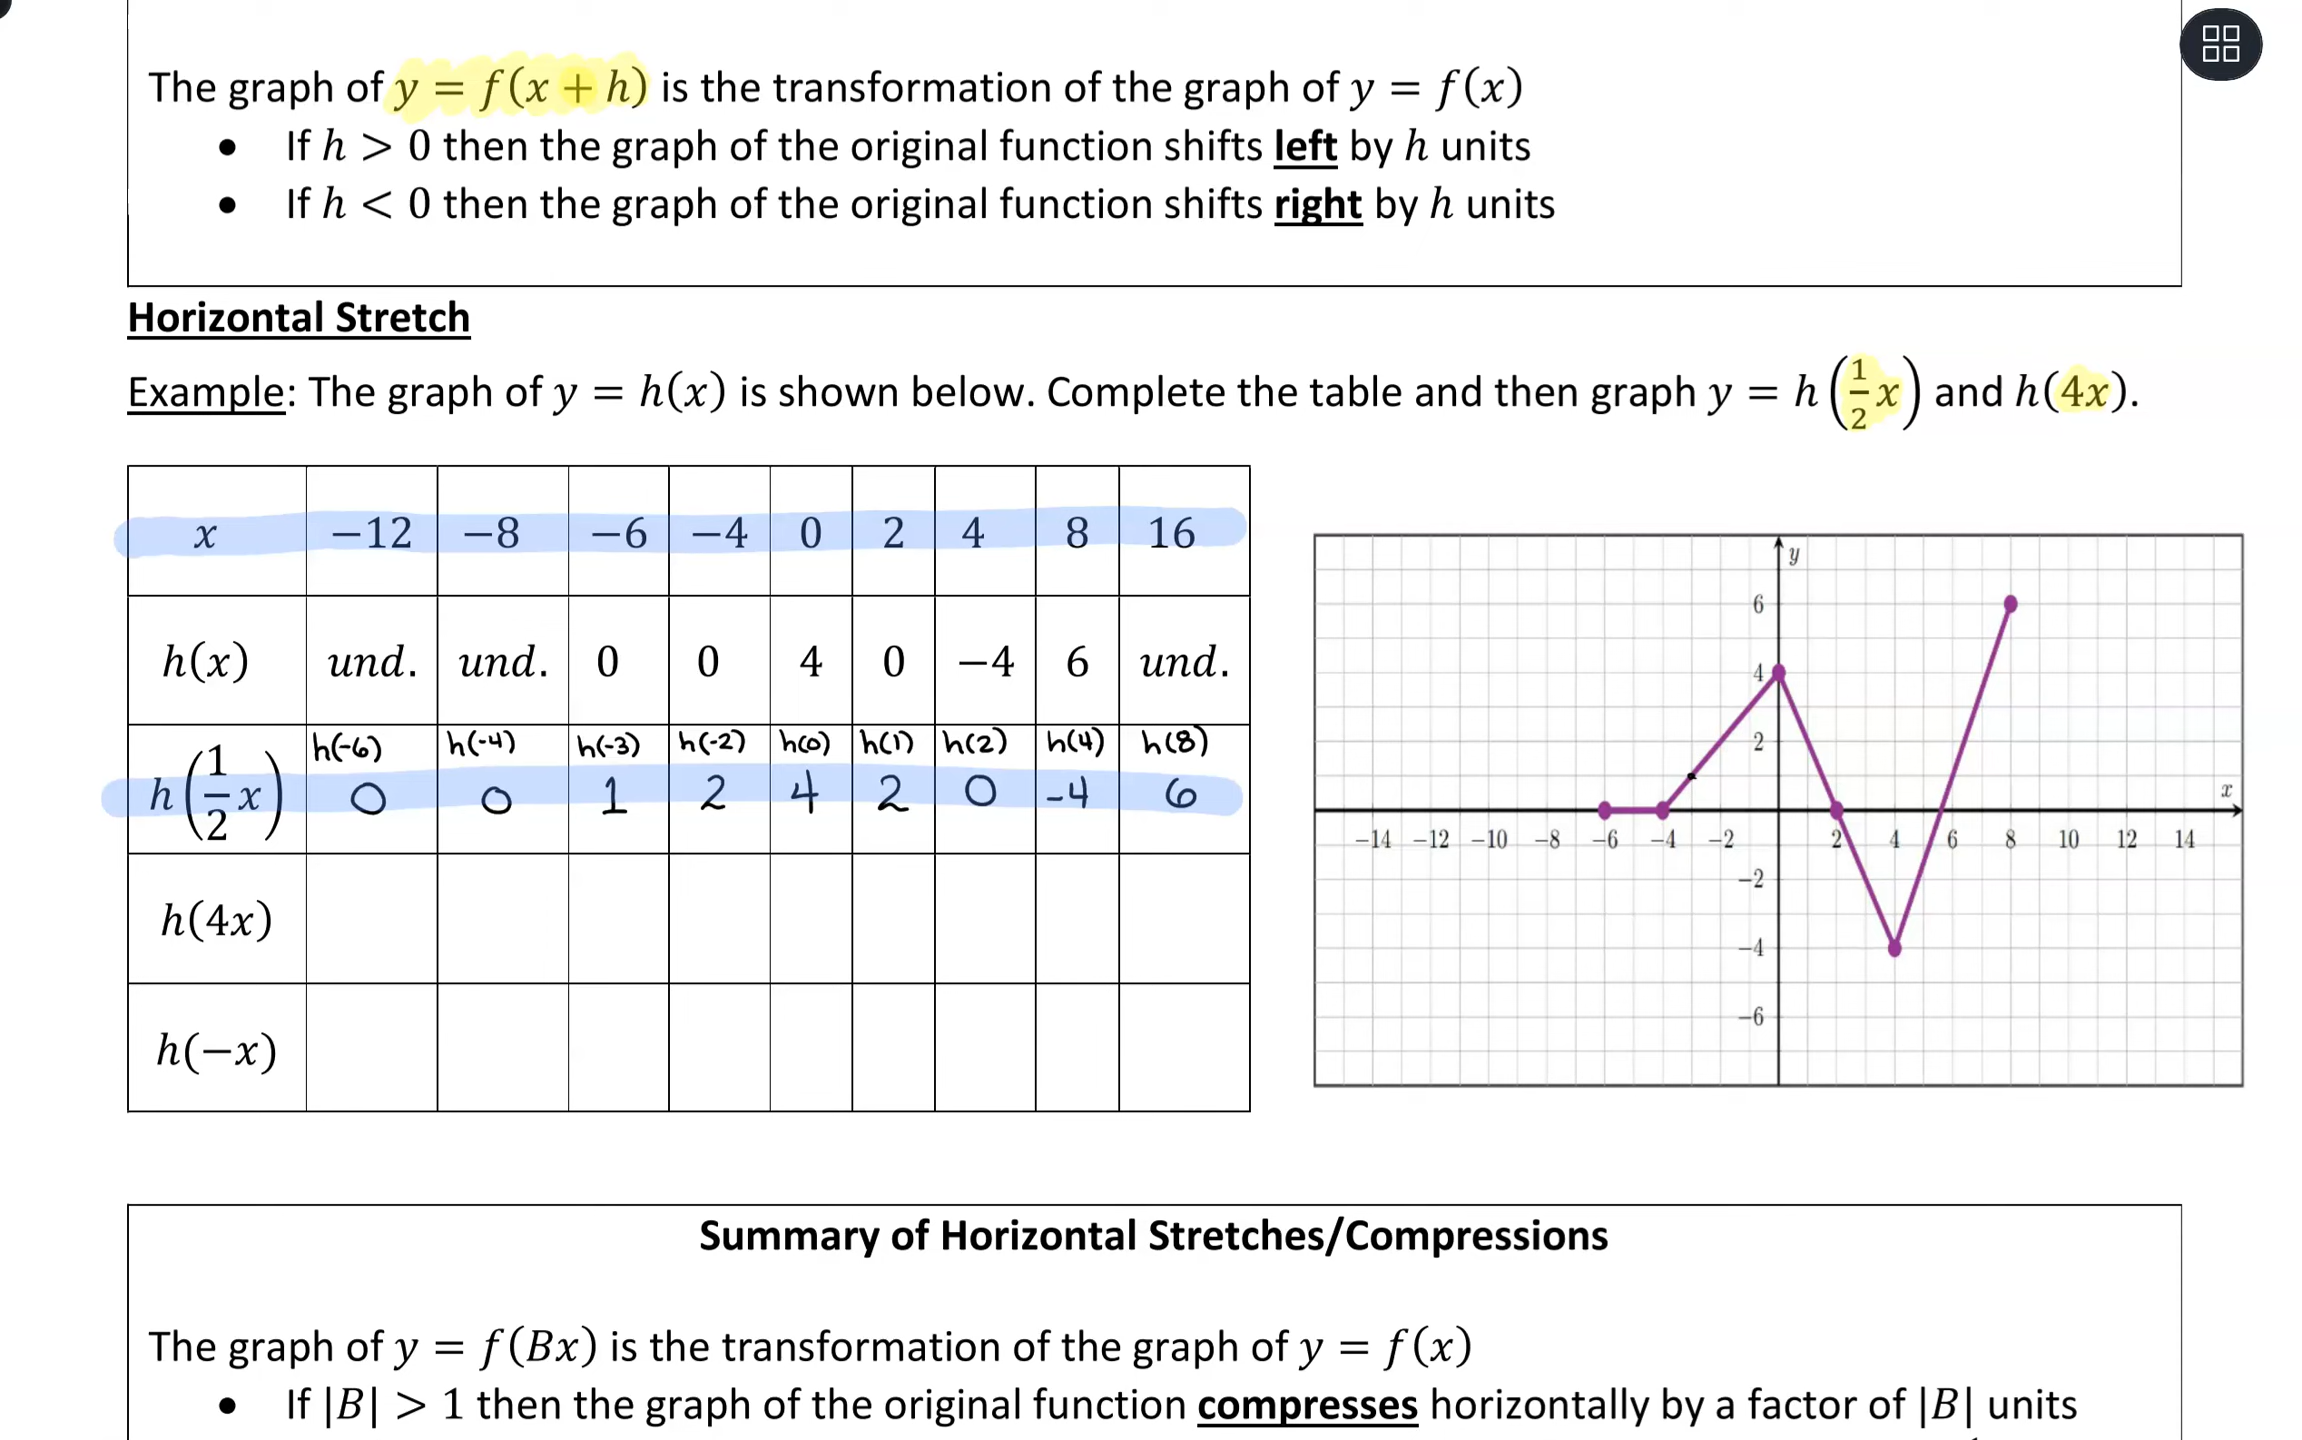 The graph of y = f(x + h) is the transformation of the graph of y = f(x)
• If h > 0 then the graph of the original function shifts left by h units
• If h < 0 then the graph of the original function shifts right by h units
Horizontal Stretch
Example: The graph of y = h(x) is shown below. Complete the table and then graph y = h(1/2 x) and h(4x).
x −12 −8 −6 −4 0 2 4 8 16
h(x) und. und. 0 0 4 0 −4 6 und.
h(-6) h(-4) h(-3) h(-2) h(0) h(1) h(2) h(4) h(8)
h(1/2 x) 0 0 1 2 4 2 0 -4 6
h(4x)
h(−x)
y
6
4
2
x
−14 −12 −10 −8 −6 −4 −2 2 4 6 8 10 12 14
−2
−4
−6
Summary of Horizontal Stretches/Compressions
The graph of y = f(Bx) is the transformation of the graph of y = f(x)
• If |B| > 1 then the graph of the original function compresses horizontally by a factor of |B| units